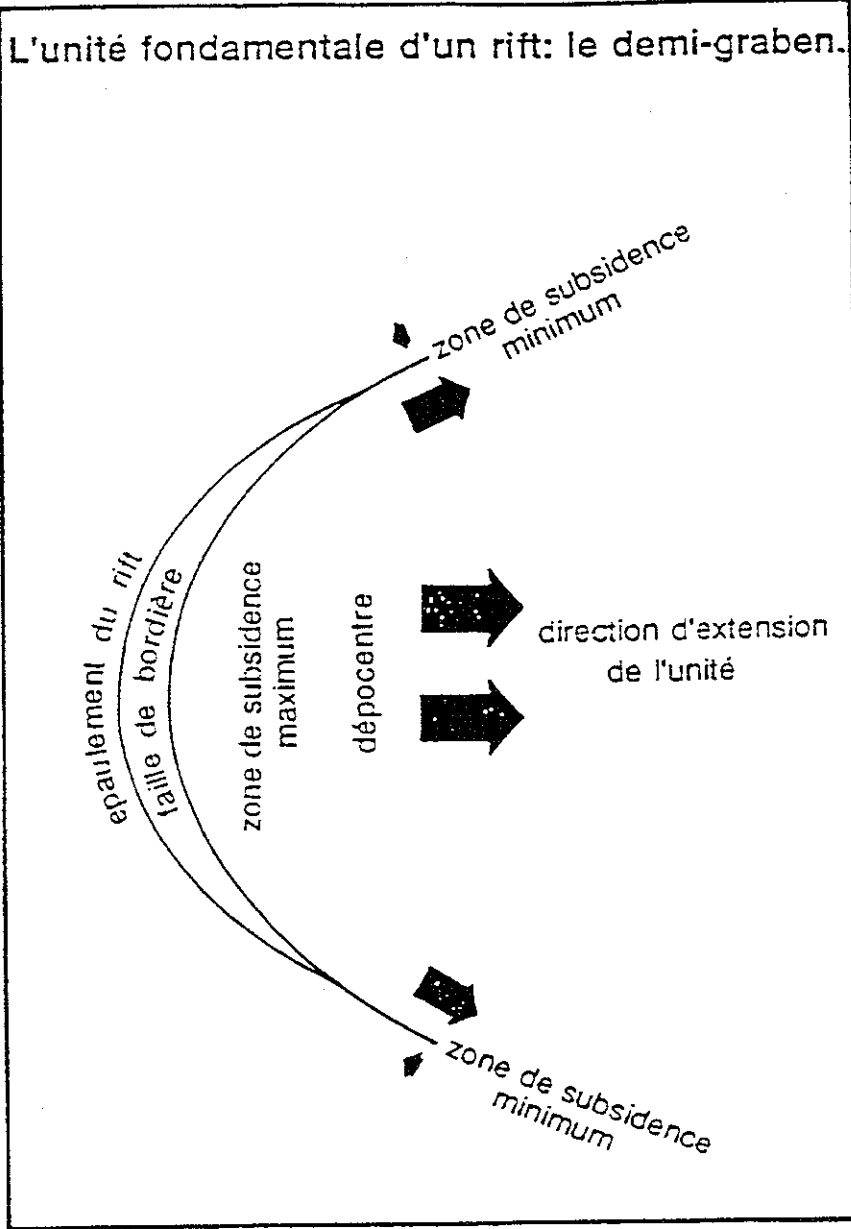 L'unité fondamentale d'un rift: le demi-graben.
zone de subsidence
minimum
epaulement du rift
faille de bordière
zone de subsidence
maximum
dépocentre
direction d'extension
de l'unité
zone de subsidence
minimum